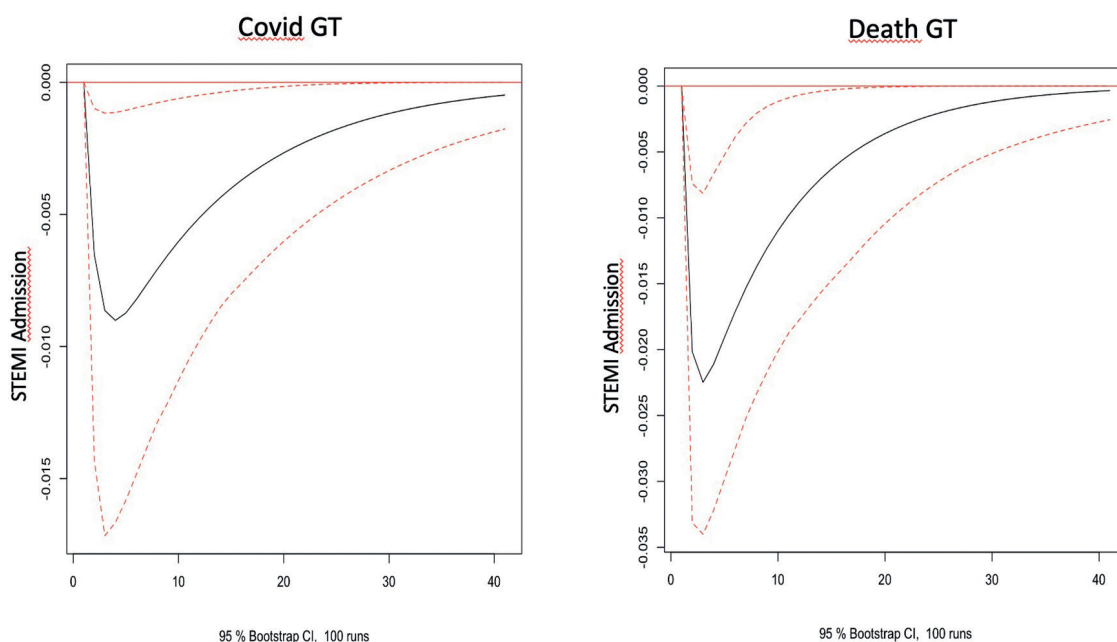 Covid GT
Death GT
STEMI Admission
0.000
-0.005
-0.010
-0.015
0 10 20 30 40
95 % Bootstrap CI, 100 runs
STEMI Admission
0.000
-0.005
-0.010
-0.015
-0.020
-0.025
-0.030
-0.035
0 10 20 30 40
95 % Bootstrap CI, 100 runs